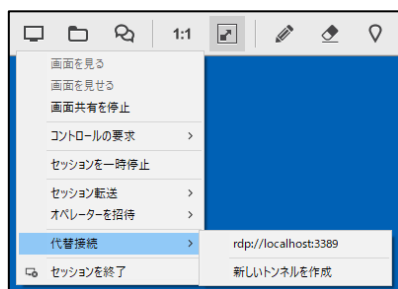 1:1
画面を見る
画面を見せる
画面共有を停止
コントロールの要求
セッションを一時停止
セッション転送
オペレーターを招待
代替接続
rdp://localhost:3389
セッションを終了
新しいトンネルを作成